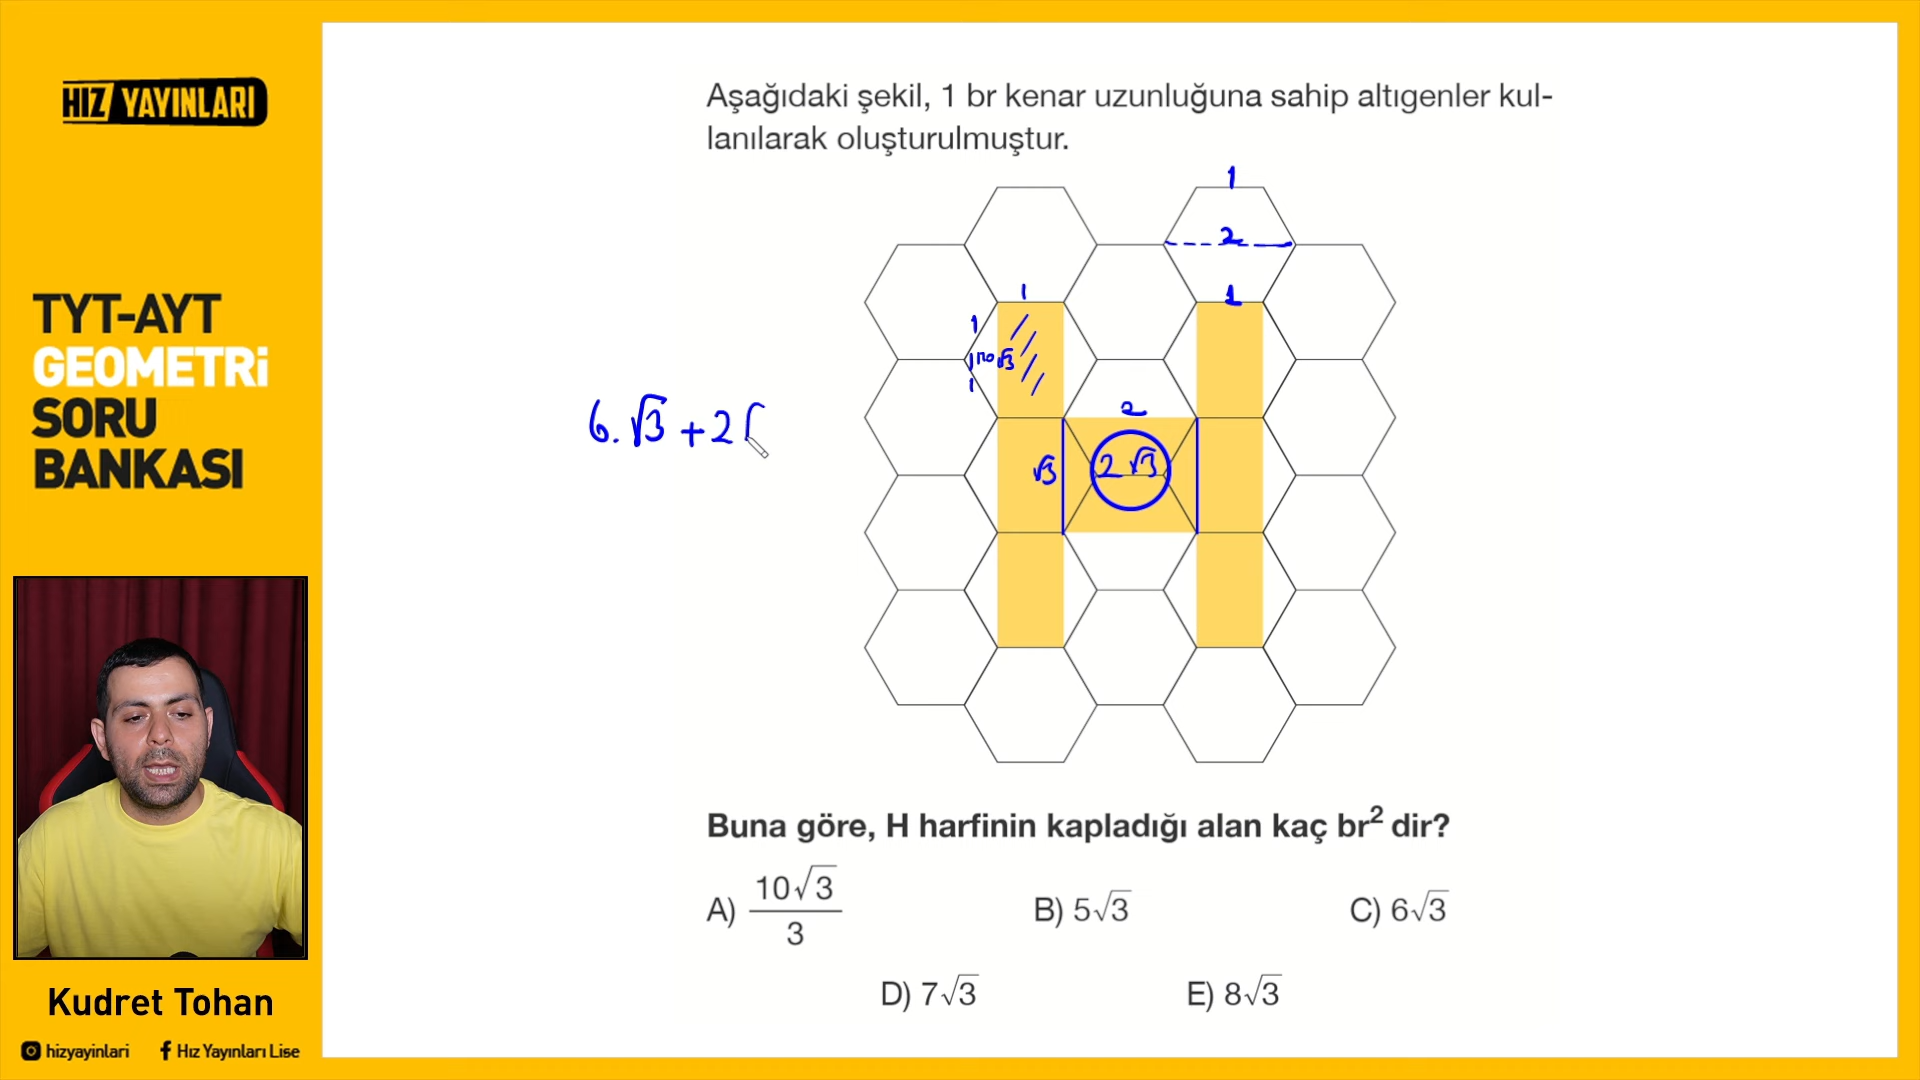 HIZ YAYINLARI
TYT-AYT
GEOMETRİ
SORU
BANKASI
Kudret Tohan
hizyayinlari
Hız Yayınları Lise
Aşağıdaki şekil, 1 br kenar uzunluğuna sahip altıgenler kul-
lanılarak oluşturulmuştur.
1
2
1
1
1
120
√3
1
2
√3
2√3
6.√3 + 2
Buna göre, H harfinin kapladığı alan kaç br² dir?
A) 10√3/3 B) 5√3 C) 6√3
D) 7√3 E) 8√3